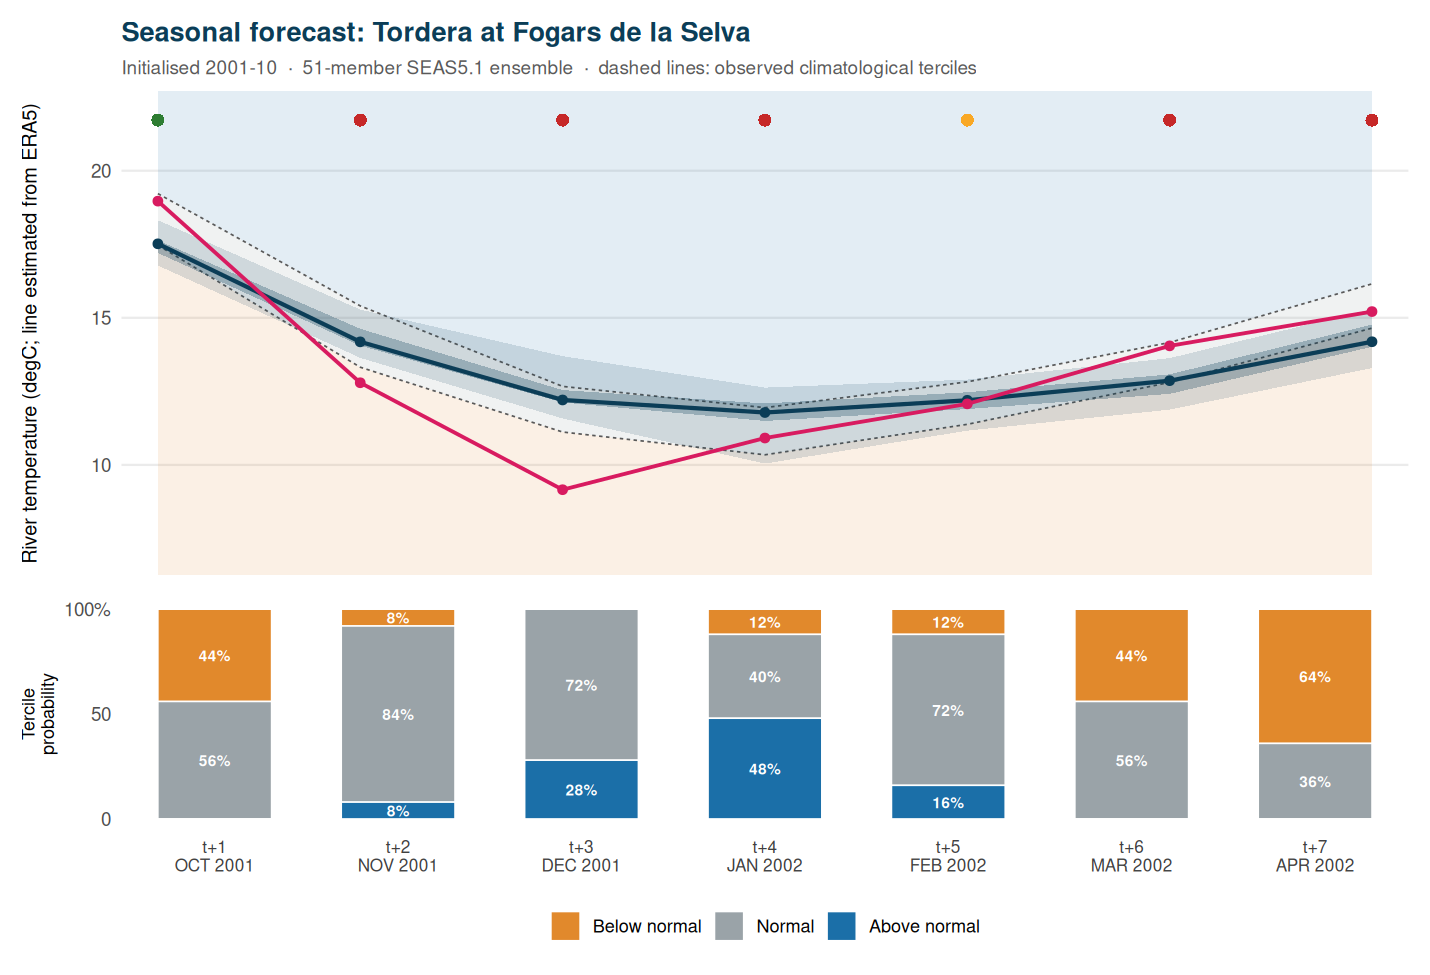 Seasonal forecast: Tordera at Fogars de la Selva
Initialised 2001-10 · 51-member SEAS5.1 ensemble · dashed lines: observed climatological terciles
River temperature (degC; line estimated from ERA5)
20
15
10
Tercile
probability
100%
50
0
44%
56%
8%
84%
8%
72%
28%
12%
40%
48%
12%
72%
16%
44%
56%
64%
36%
t+1
OCT 2001
t+2
NOV 2001
t+3
DEC 2001
t+4
JAN 2002
t+5
FEB 2002
t+6
MAR 2002
t+7
APR 2002
Below normal
Normal
Above normal